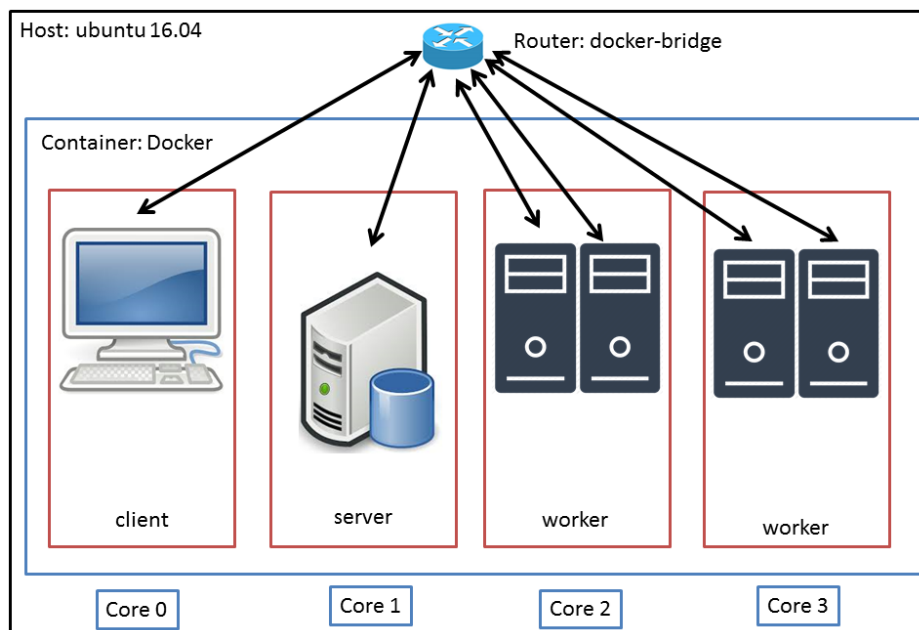 Host: ubuntu 16.04
Router: docker-bridge
Container: Docker
client
server
worker
worker
Core 0
Core 1
Core 2
Core 3